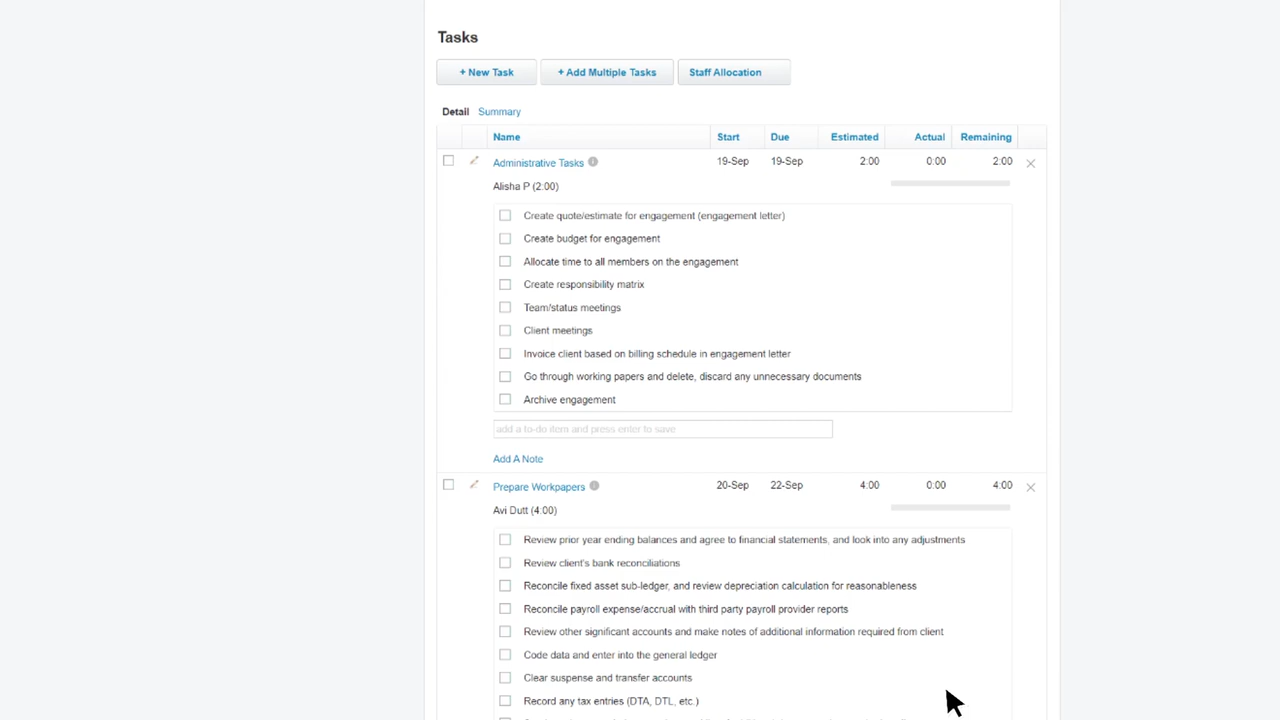 Tasks
+ New Task + Add Multiple Tasks Staff Allocation
Detail Summary
Name Start Due Estimated Actual Remaining
Administrative Tasks 19-Sep 19-Sep 2:00 0:00 2:00
Alisha P (2:00)
Create quote/estimate for engagement (engagement letter)
Create budget for engagement
Allocate time to all members on the engagement
Create responsibility matrix
Team/status meetings
Client meetings
Invoice client based on billing schedule in engagement letter
Go through working papers and delete, discard any unnecessary documents
Archive engagement
add a to-do item and press enter to save
Add A Note
Prepare Workpapers 20-Sep 22-Sep 4:00 0:00 4:00
Avi Dutt (4:00)
Review prior year ending balances and agree to financial statements, and look into any adjustments
Review client's bank reconciliations
Reconcile fixed asset sub-ledger, and review depreciation calculation for reasonableness
Reconcile payroll expense/accrual with third party payroll provider reports
Review other significant accounts and make notes of additional information required from client
Code data and enter into the general ledger
Clear suspense and transfer accounts
Record any tax entries (DTA, DTL, etc.)